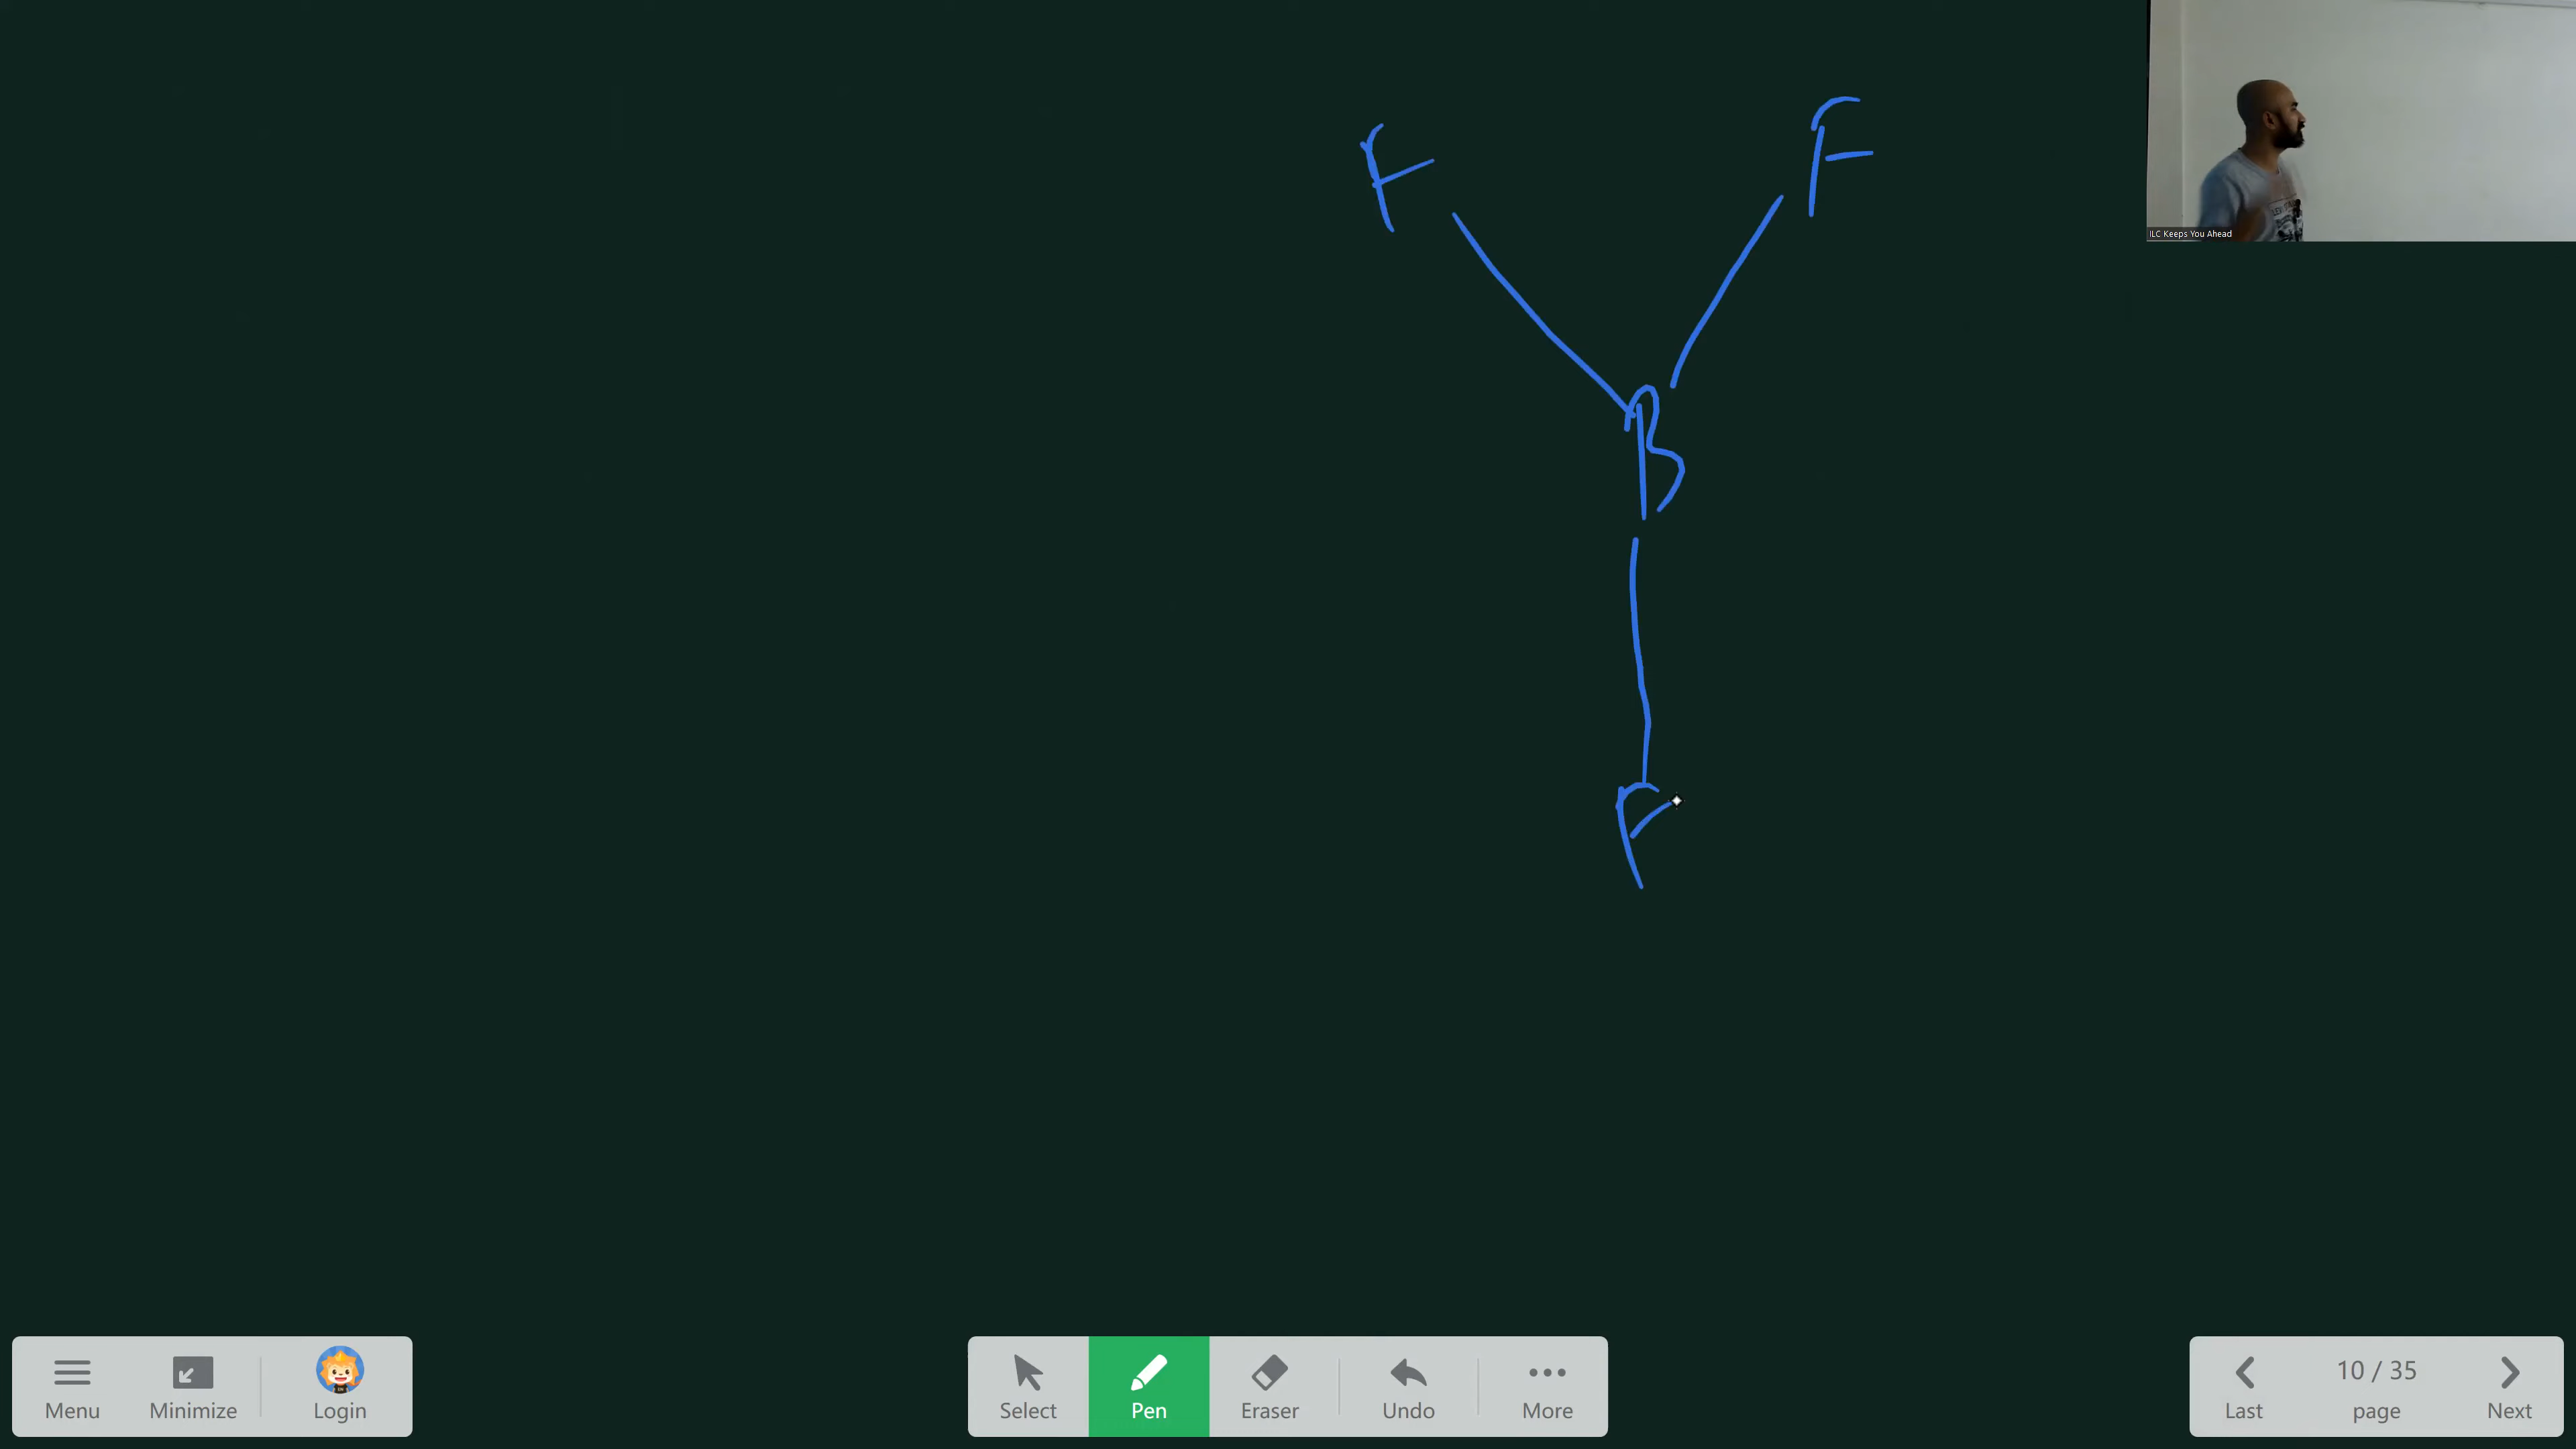 F F
B
F
ILC Keeps You Ahead
Menu Minimize Login
Select Pen Eraser Undo More
Last 10 / 35 page Next